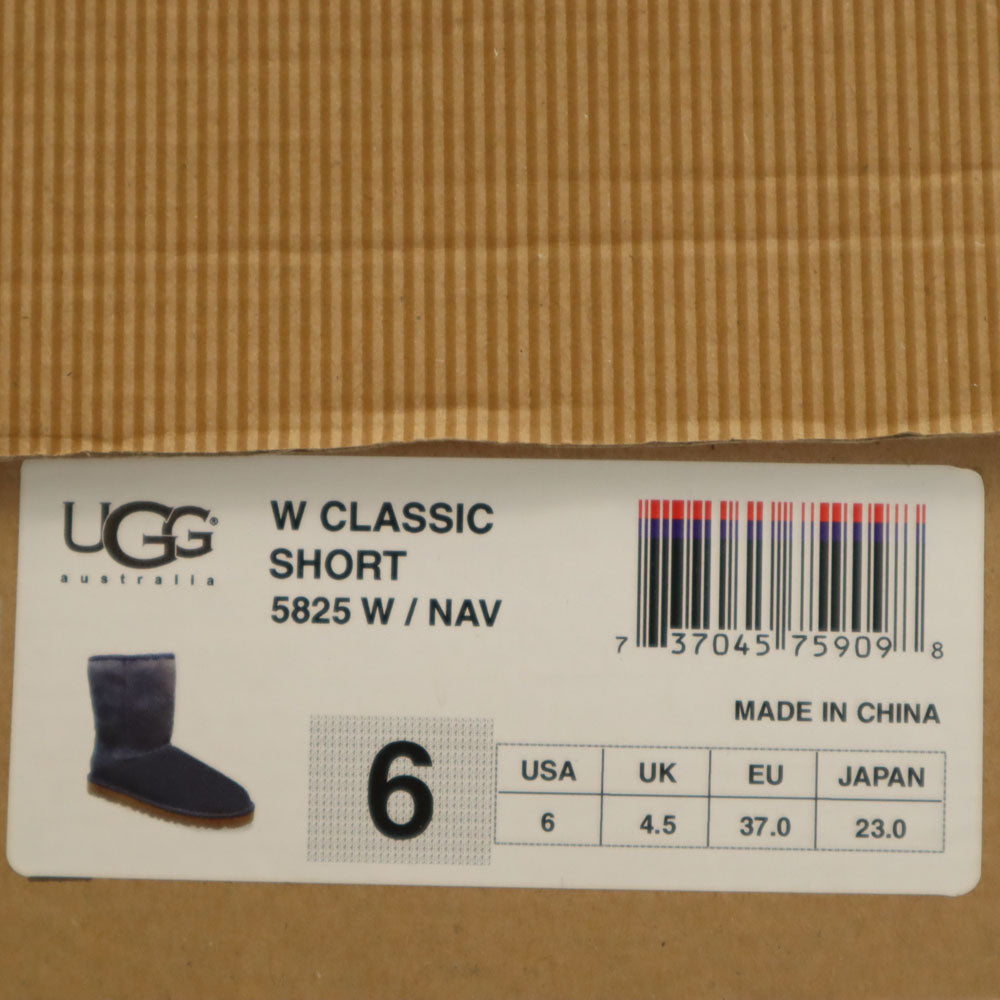 UGG®
australia
W CLASSIC
SHORT
5825 W / NAV
7 37045 75909 8
MADE IN CHINA
6
USA UK EU JAPAN
6 4.5 37.0 23.0